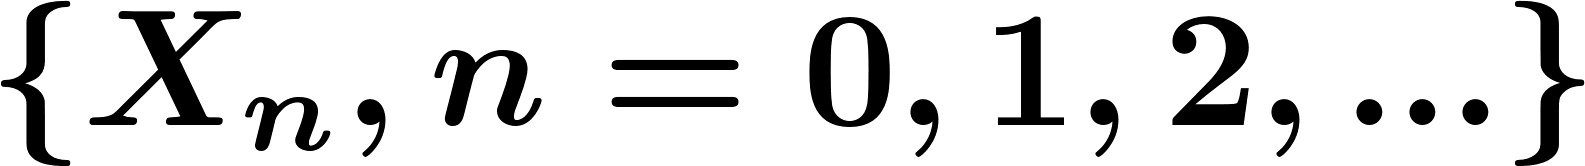 {Xₙ, n = 0, 1, 2, ...}